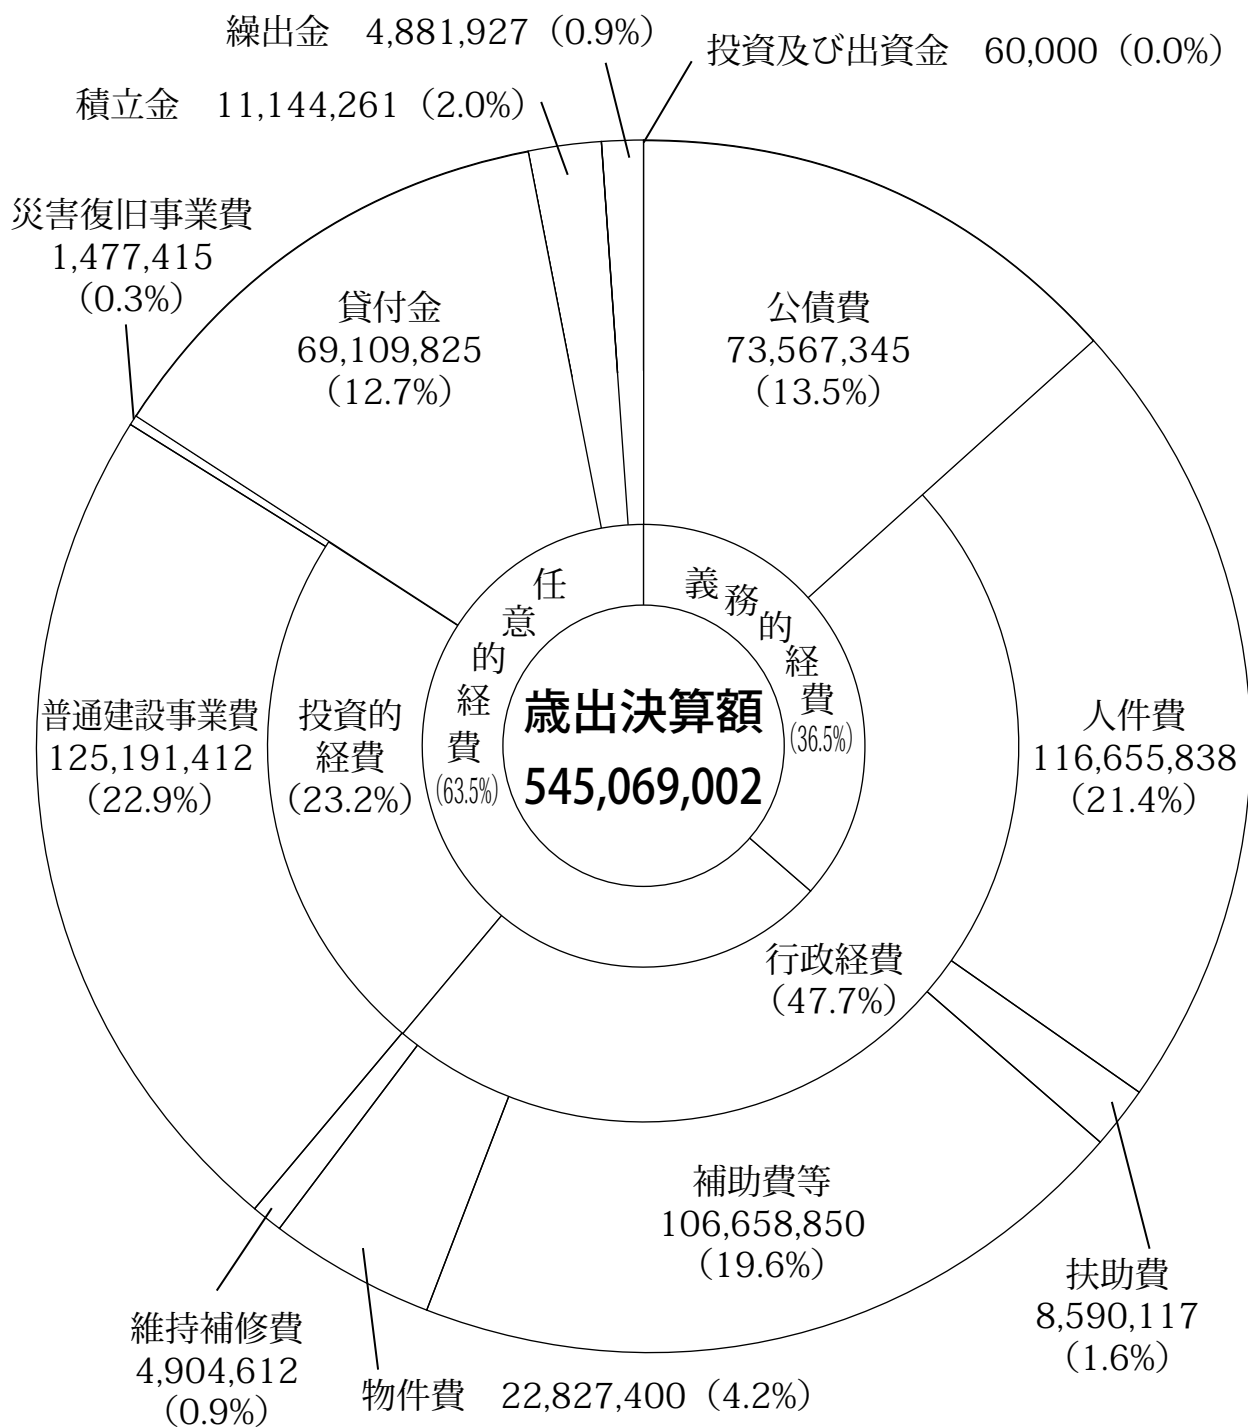 繰出金　4,881,927（0.9%）
投資及び出資金　60,000（0.0%）
積立金　11,144,261（2.0%）
災害復旧事業費
1,477,415
（0.3%）
貸付金
69,109,825
（12.7%）
公債費
73,567,345
（13.5%）
任意的経費
（63.5%）
義務的経費
（36.5%）
歳出決算額
545,069,002
普通建設事業費
125,191,412
（22.9%）
投資的
経費
（23.2%）
人件費
116,655,838
（21.4%）
行政経費
（47.7%）
補助費等
106,658,850
（19.6%）
扶助費
8,590,117
（1.6%）
維持補修費
4,904,612
（0.9%）
物件費　22,827,400（4.2%）